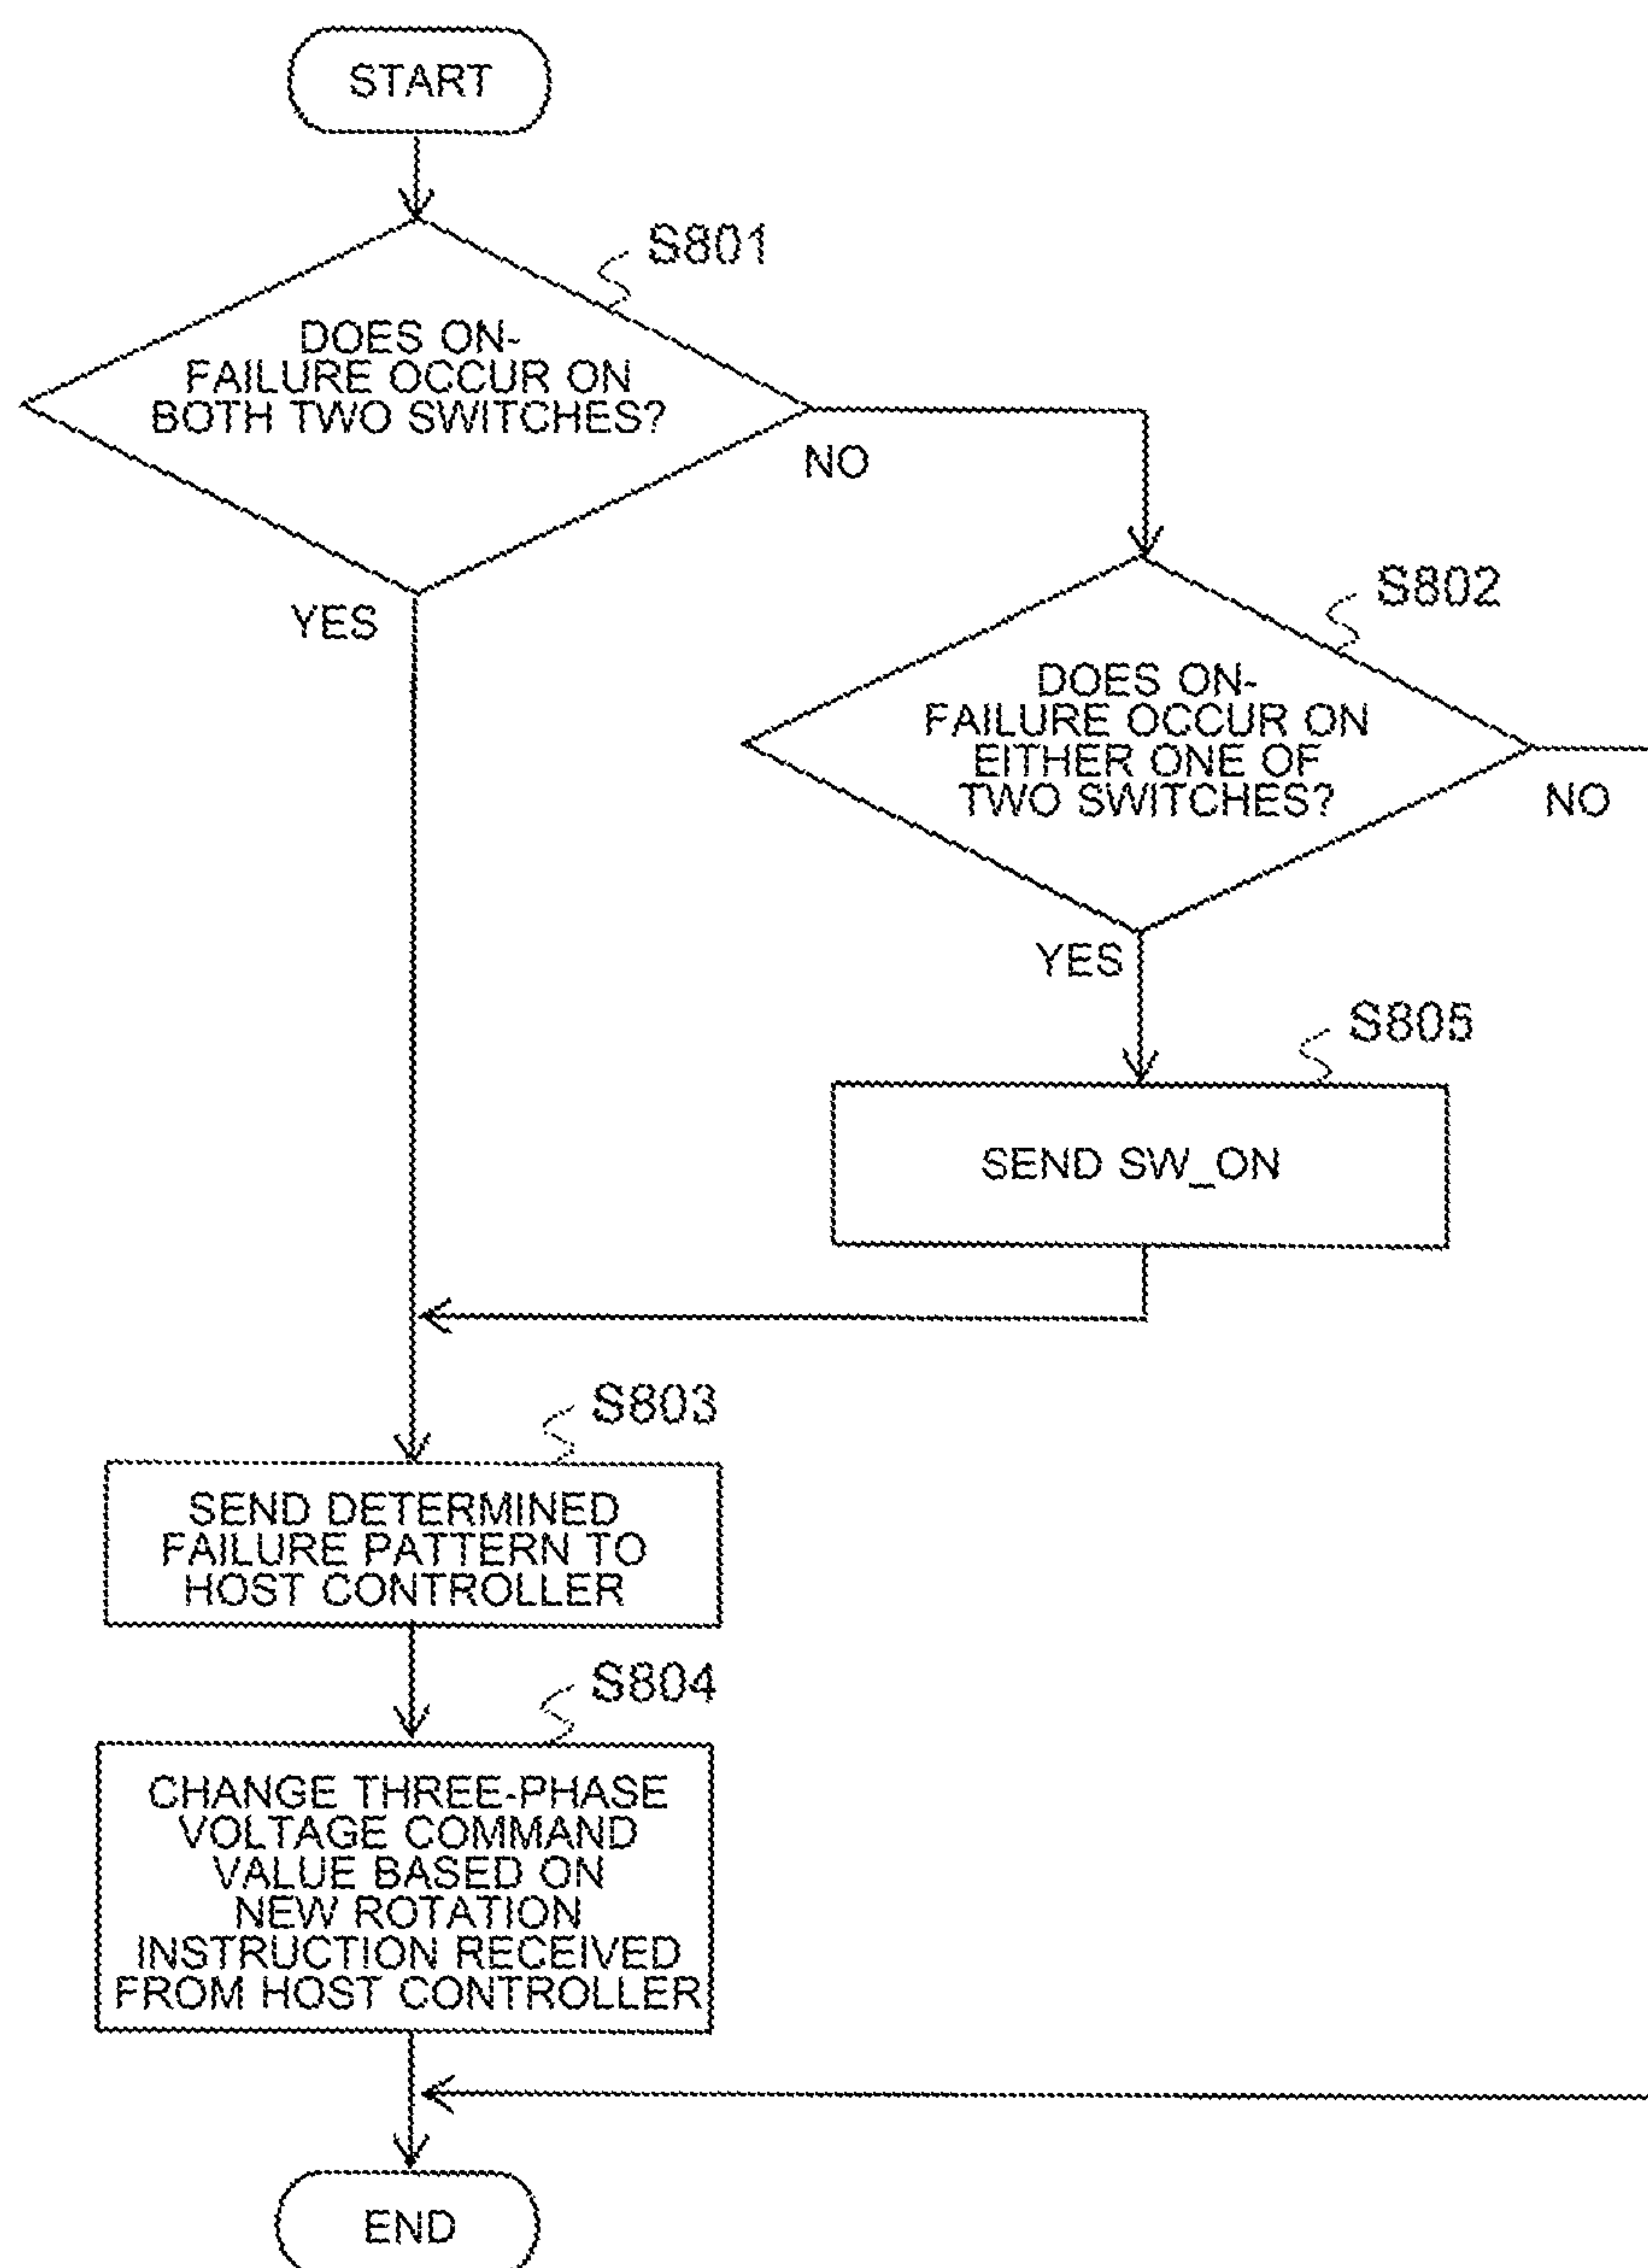 START
S801
DOES ON-
FAILURE OCCUR ON
BOTH TWO SWITCHES?
NO
YES
S802
DOES ON-
FAILURE OCCUR ON
EITHER ONE OF
TWO SWITCHES?
NO
YES
S805
SEND SW_ON
S803
SEND DETERMINED
FAILURE PATTERN TO
HOST CONTROLLER
S804
CHANGE THREE-PHASE
VOLTAGE COMMAND
VALUE BASED ON
NEW ROTATION
INSTRUCTION RECEIVED
FROM HOST CONTROLLER
END